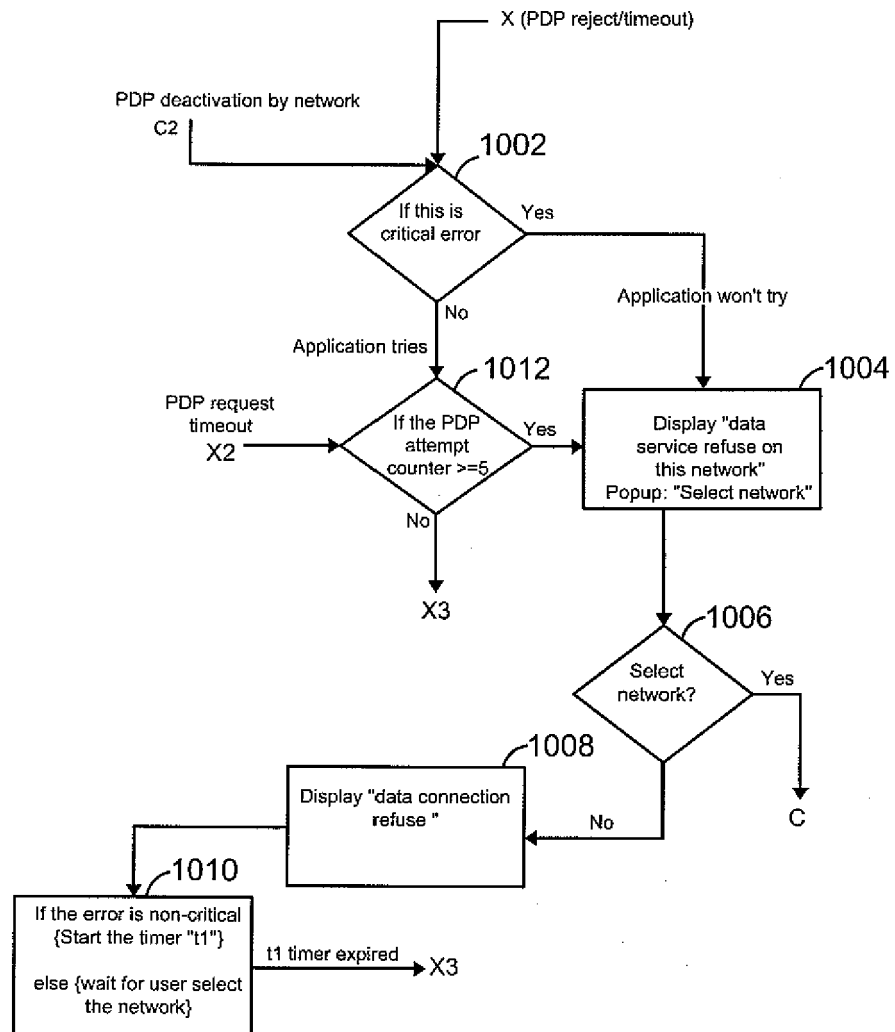 X (PDP reject/timeout)
PDP deactivation by network
C2
1002
If this is
critical error
Yes
No
Application won't try
Application tries
1012
1004
PDP request
timeout
X2
If the PDP
attempt
counter >=5
Yes
No
X3
Display "data
service refuse on
this network"
Popup: "Select network"
1006
Select
network?
Yes
C
No
1008
Display "data connection
refuse "
1010
If the error is non-critical
{Start the timer "t1"}
else {wait for user select
the network}
t1 timer expired
X3